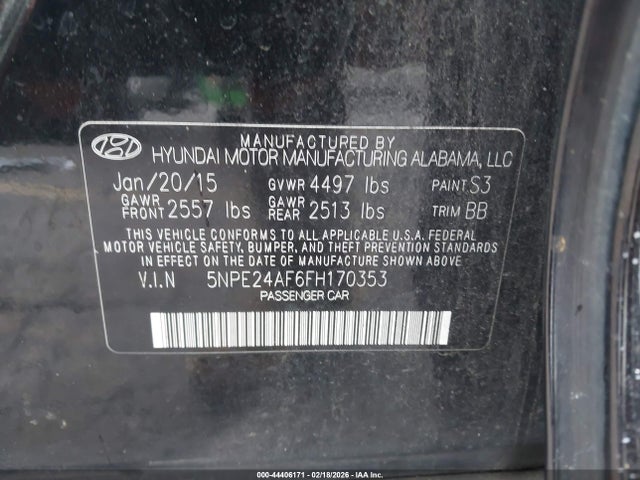 MANUFACTURED BY
HYUNDAI MOTOR MANUFACTURING ALABAMA, LLC
Jan/20/15 GVWR 4497 lbs PAINT S3
GAWR FRONT 2557 lbs GAWR REAR 2513 lbs TRIM BB
THIS VEHICLE CONFORMS TO ALL APPLICABLE U.S.A. FEDERAL
MOTOR VEHICLE SAFETY, BUMPER, AND THEFT PREVENTION STANDARDS
IN EFFECT ON THE DATE OF MANUFACTURE SHOWN ABOVE.
V.I.N 5NPE24AF6FH170353
PASSENGER CAR
000-44406171 - 02/18/2026 - IAA Inc.